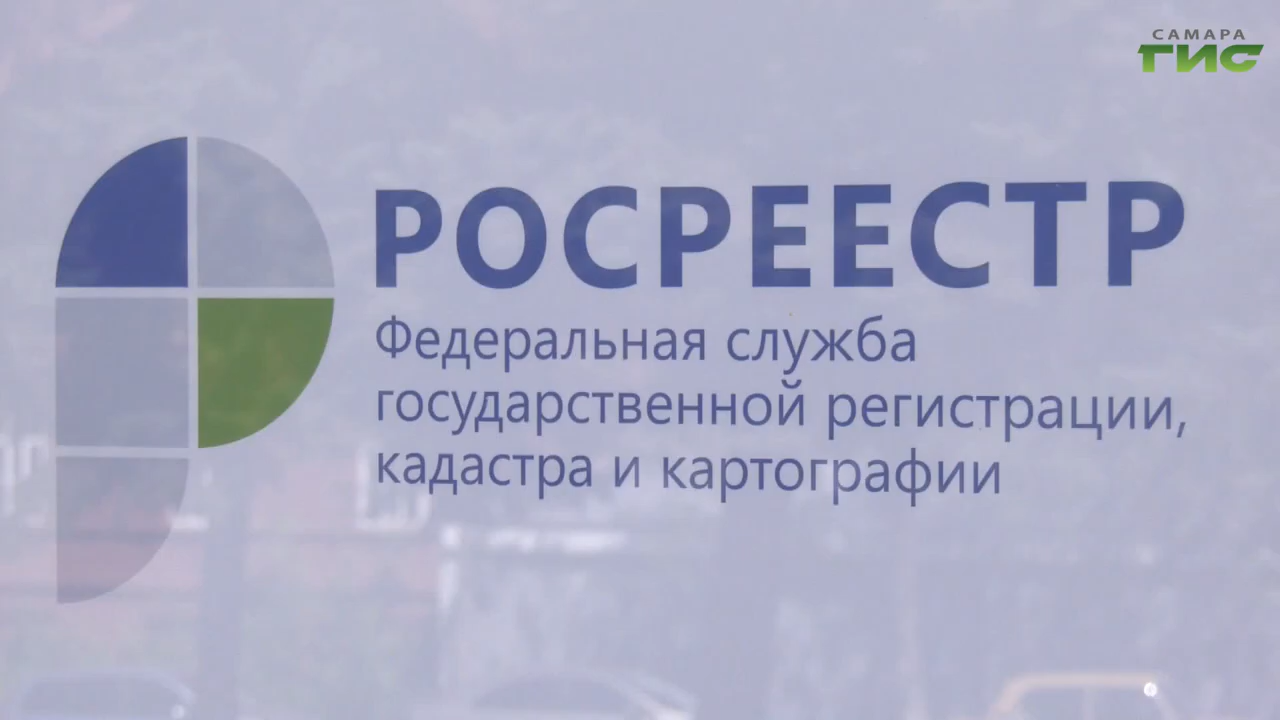 САМАРА
ГИС
РОСРЕЕСТР
Федеральная служба
государственной регистрации,
кадастра и картографии